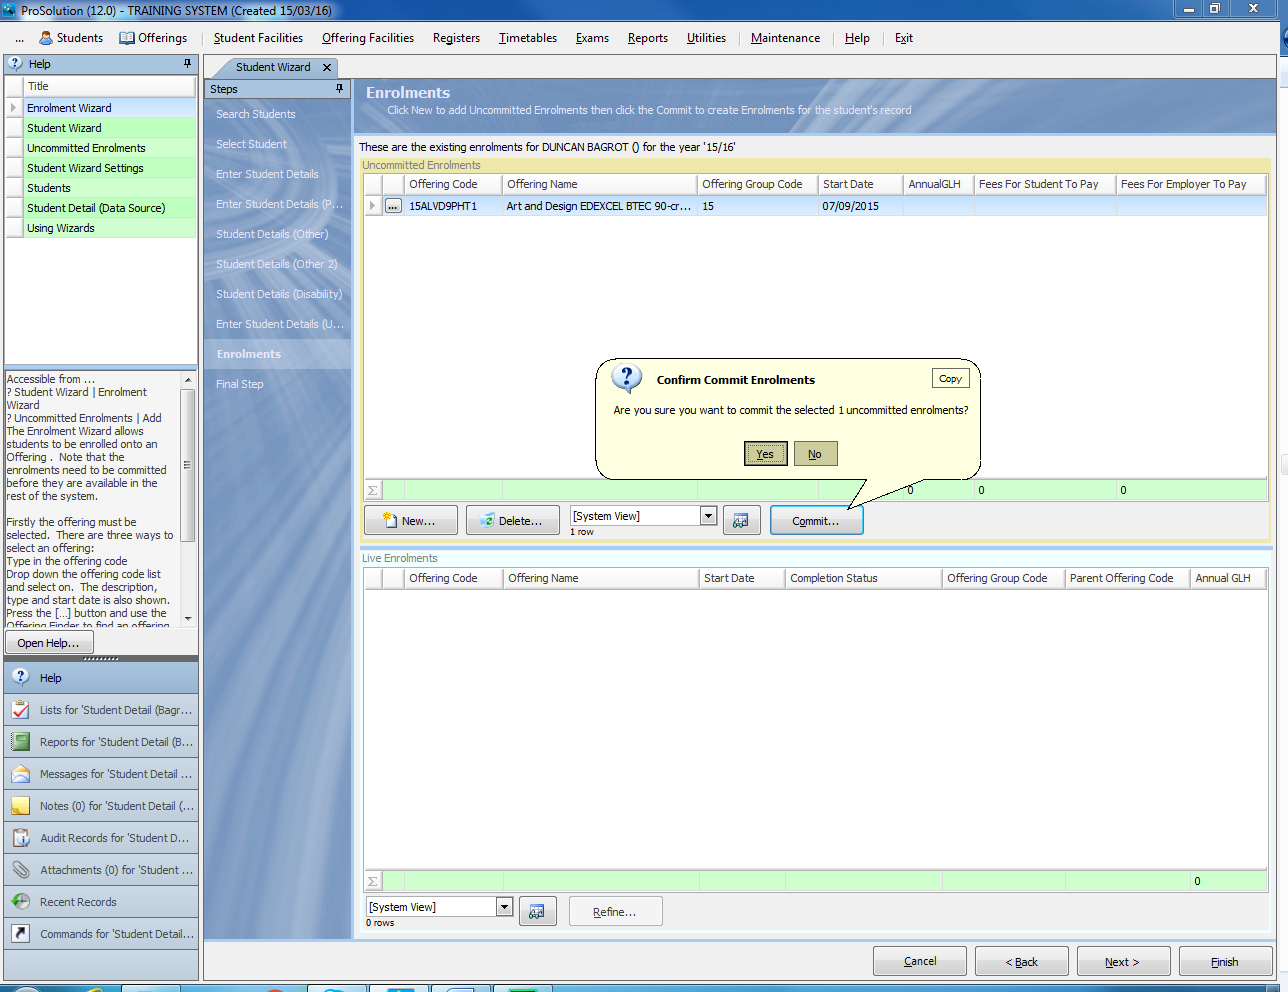 ProSolution (12.0) - TRAINING SYSTEM (Created 15/03/16)
... Students Offerings Student Facilities Offering Facilities Registers Timetables Exams Reports Utilities Maintenance Help Exit
Help
Title
Enrolment Wizard
Student Wizard
Uncommitted Enrolments
Student Wizard Settings
Students
Student Detail (Data Source)
Using Wizards
Accessible from ...
? Student Wizard | Enrolment
Wizard
? Uncommitted Enrolments | Add
The Enrolment Wizard allows
students to be enrolled onto an
Offering . Note that the
enrolments need to be committed
before they are available in the
rest of the system.
Firstly the offering must be
selected. There are three ways to
select an offering:
Type in the offering code
Drop down the offering code list
and select on. The description,
type and start date is also shown.
Press the [...] button and use the
Offering Finder to find an offering
Open Help...
Help
Lists for 'Student Detail (Bagr...
Reports for 'Student Detail (B...
Messages for 'Student Detail ...
Notes (0) for 'Student Detail (...
Audit Records for 'Student D...
Attachments (0) for 'Student ...
Recent Records
Commands for 'Student Detail...
Student Wizard X
Steps
Search Students
Select Student
Enter Student Details
Enter Student Details (P...
Student Details (Other)
Student Details (Other 2)
Student Details (Disability)
Enter Student Details (U...
Enrolments
Final Step
Enrolments
Click New to add Uncommitted Enrolments then click the Commit to create Enrolments for the student's record
These are the existing enrolments for DUNCAN BAGROT () for the year '15/16'
Uncommitted Enrolments
Offering Code Offering Name Offering Group Code Start Date AnnualGLH Fees For Student To Pay Fees For Employer To Pay
... 15ALVD9PHT1 Art and Design EDEXCEL BTEC 90-cr... 15 07/09/2015
Confirm Commit Enrolments
Copy
Are you sure you want to commit the selected 1 uncommitted enrolments?
Yes No
Σ 0 0 0
New... Delete... [System View] Commit...
1 row
Live Enrolments
Offering Code Offering Name Start Date Completion Status Offering Group Code Parent Offering Code Annual GLH
Σ 0
[System View] Refine...
0 rows
Cancel < Back Next > Finish